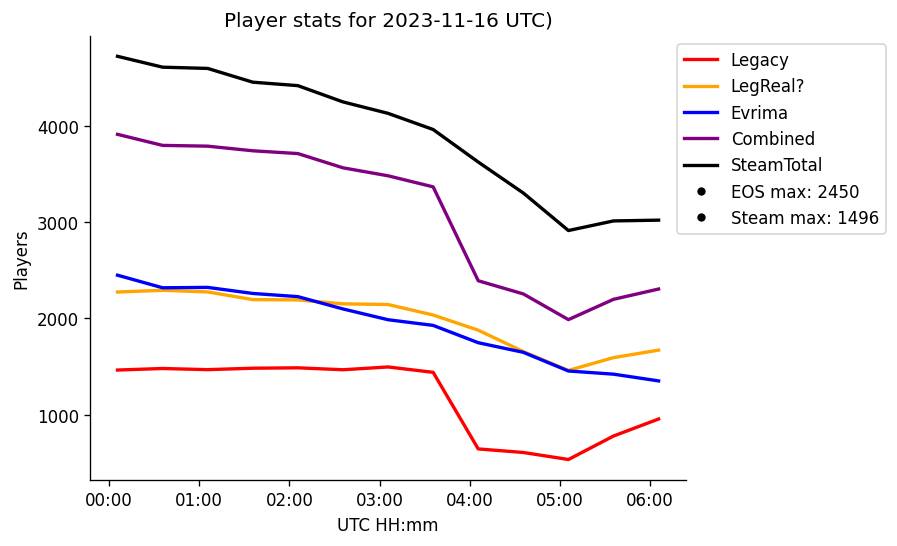 Player stats for 2023-11-16 UTC)
Players
4000
3000
2000
1000
00:00 01:00 02:00 03:00 04:00 05:00 06:00
UTC HH:mm
Legacy
LegReal?
Evrima
Combined
SteamTotal
EOS max: 2450
Steam max: 1496